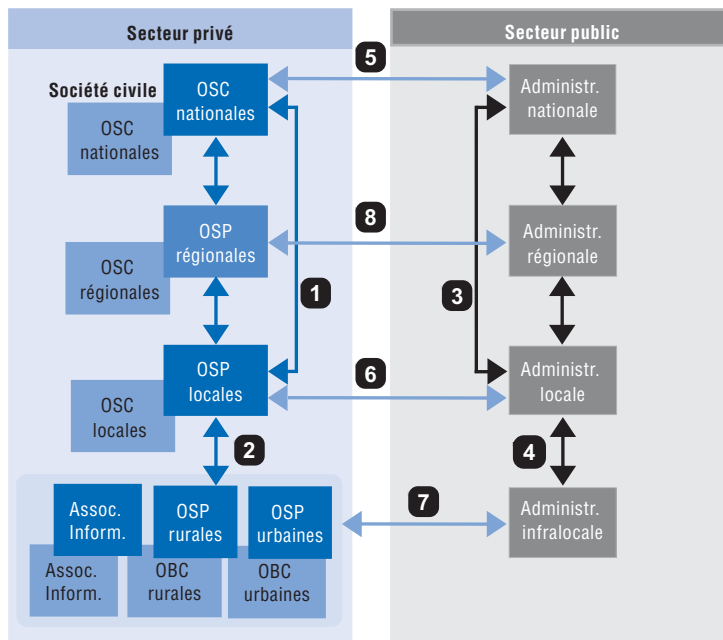 Secteur privé
Secteur public
5
Société civile
OSC
nationales
OSC
nationales
Administr.
nationale
8
OSP
régionales
OSC
régionales
Administr.
régionale
1
3
OSP
locales
OSC
locales
6
Administr.
locale
2
4
Assoc.
Inform.
OSP
rurales
OSP
urbaines
7
Administr.
infralocale
Assoc.
Inform.
OBC
rurales
OBC
urbaines